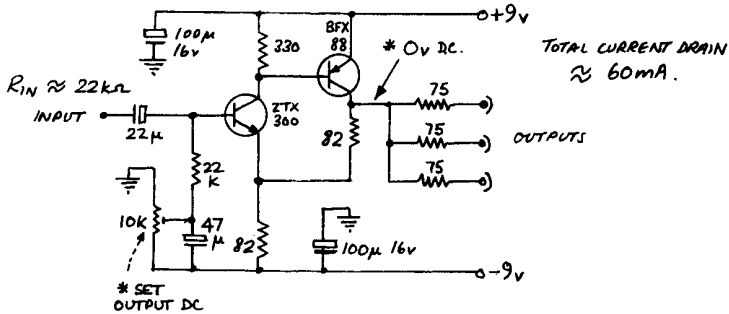 +9v
BFX
88
100μ
16v
330
* 0v D.C.
TOTAL CURRENT DRAIN
≈ 60mA.
RIN ≈ 22kΩ
INPUT
22μ
ZTX
300
82
75
75
75
OUTPUTS
22
K
10K
47
μ
82
100μ 16v
-9v
* SET
OUTPUT DC